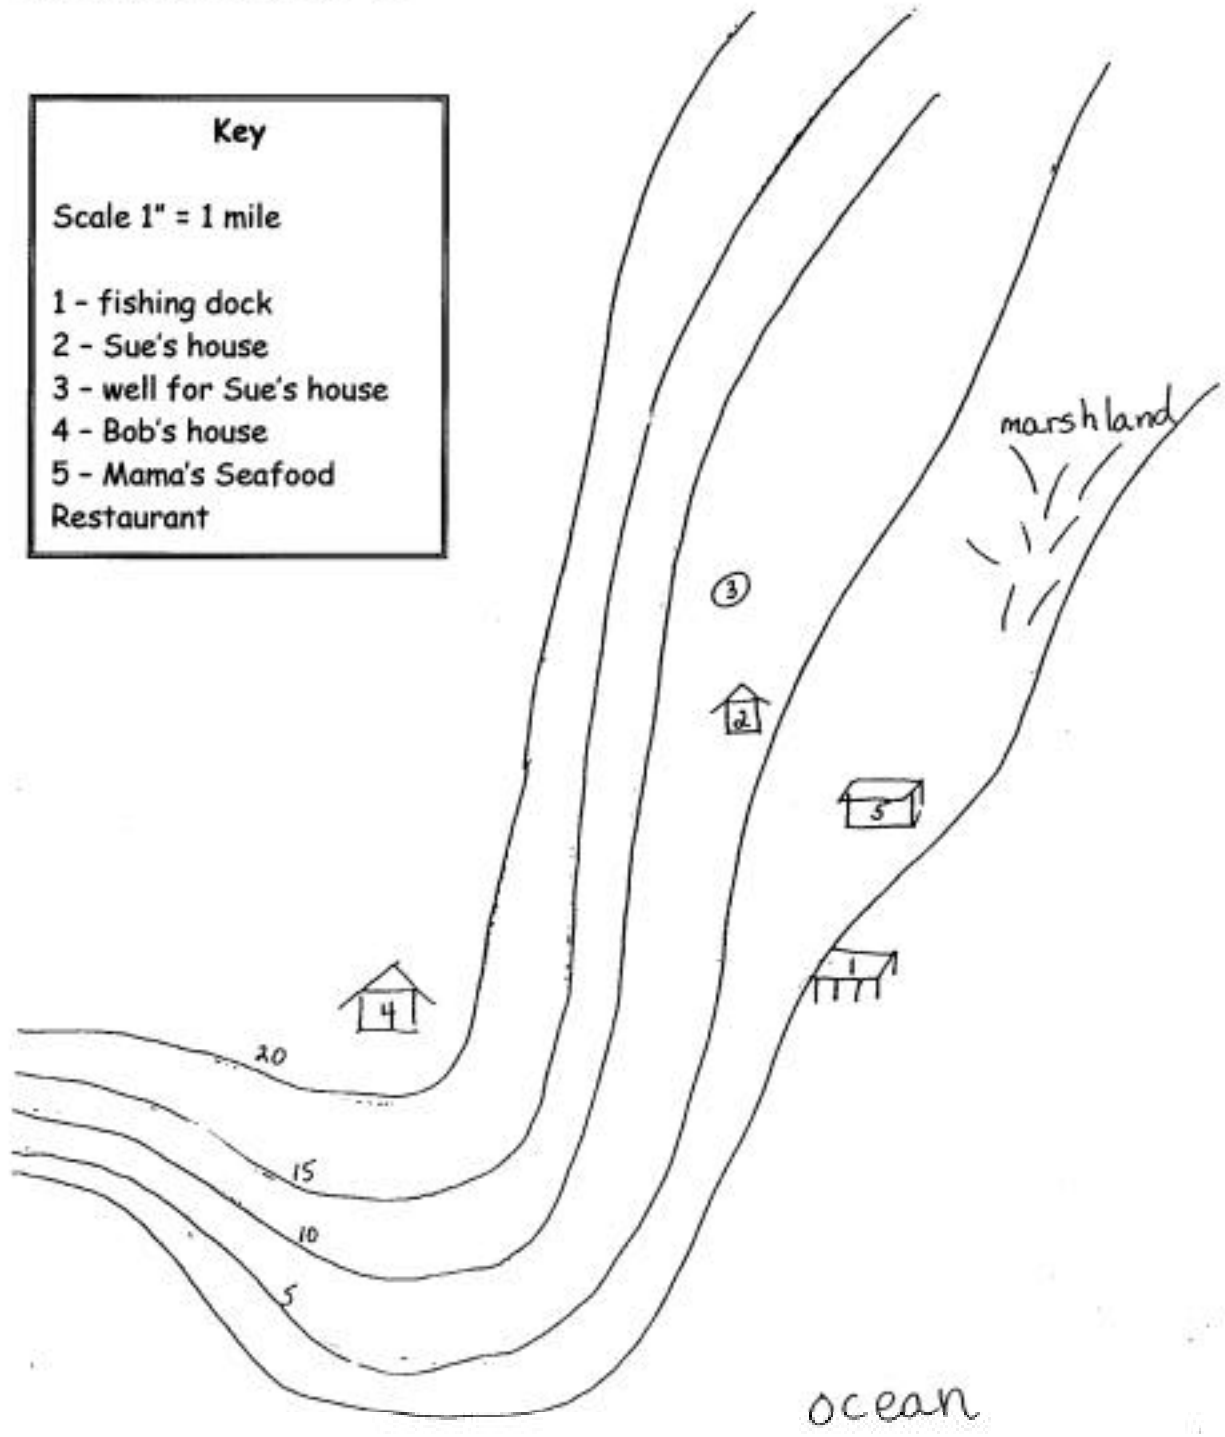 Key
Scale 1" = 1 mile
1 - fishing dock
2 - Sue's house
3 - well for Sue's house
4 - Bob's house
5 - Mama's Seafood
Restaurant
marshland
3
2
5
1
4
20
15
10
5
ocean